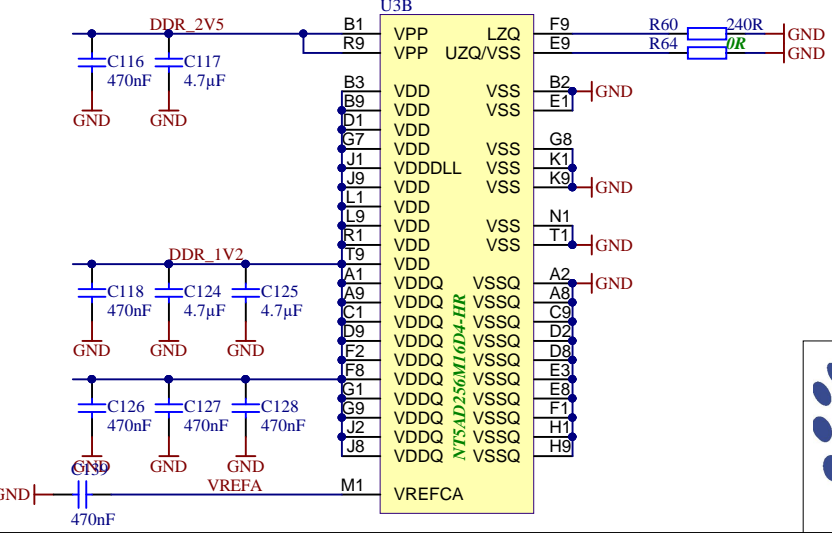 U3B
DDR_2V5
B1 VPP LZQ F9 R60 240R GND
R9 VPP UZQ/VSS E9 R64 0R GND
C116 C117
470nF 4.7µF
GND GND
B3 VDD VSS B2 GND
B9 VDD VSS E1
D1 VDD
G7 VDD VSS G8
J1 VDDDLL VSS K1
J9 VDD VSS K9 GND
L1 VDD
L9 VDD VSS N1
R1 VDD VSS T1 GND
DDR_1V2
T9 VDD
A1 VDDQ VSSQ A2 GND
C118 C124 C125
470nF 4.7µF 4.7µF
GND GND GND
A9 VDDQ VSSQ A8
C1 VDDQ VSSQ C9
D9 VDDQ VSSQ D2
F2 VDDQ VSSQ D8
F8 VDDQ VSSQ E3
G1 VDDQ VSSQ E8
G9 VDDQ VSSQ F1
J2 VDDQ VSSQ H1
J8 VDDQ VSSQ H9
NT5AD256M16D4-HR
C126 C127 C128
470nF 470nF 470nF
GND GND GND
C139
GND VREFA M1 VREFCA
470nF